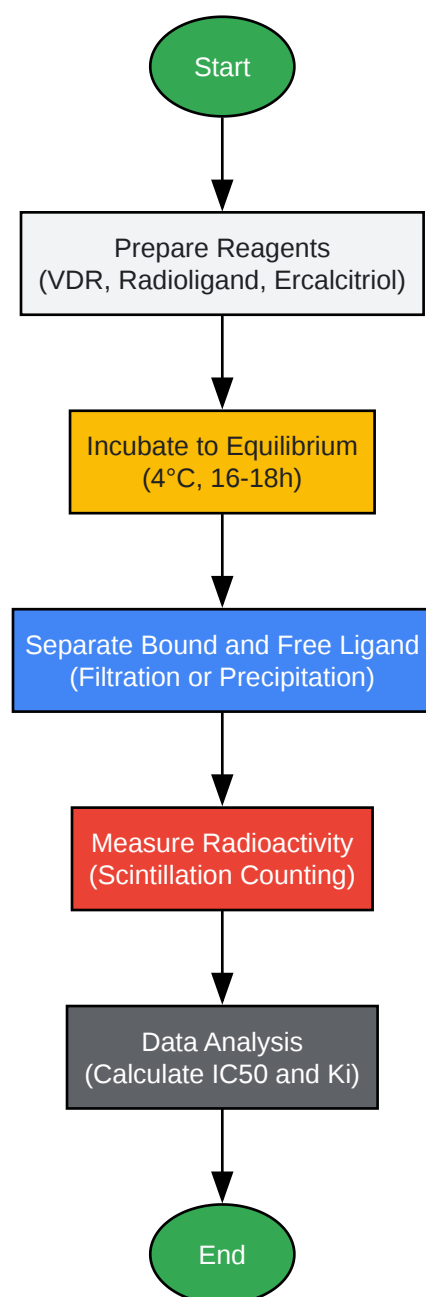 Start
Prepare Reagents
(VDR, Radioligand, Ercalcitriol)
Incubate to Equilibrium
(4°C, 16-18h)
Separate Bound and Free Ligand
(Filtration or Precipitation)
Measure Radioactivity
(Scintillation Counting)
Data Analysis
(Calculate IC50 and Ki)
End